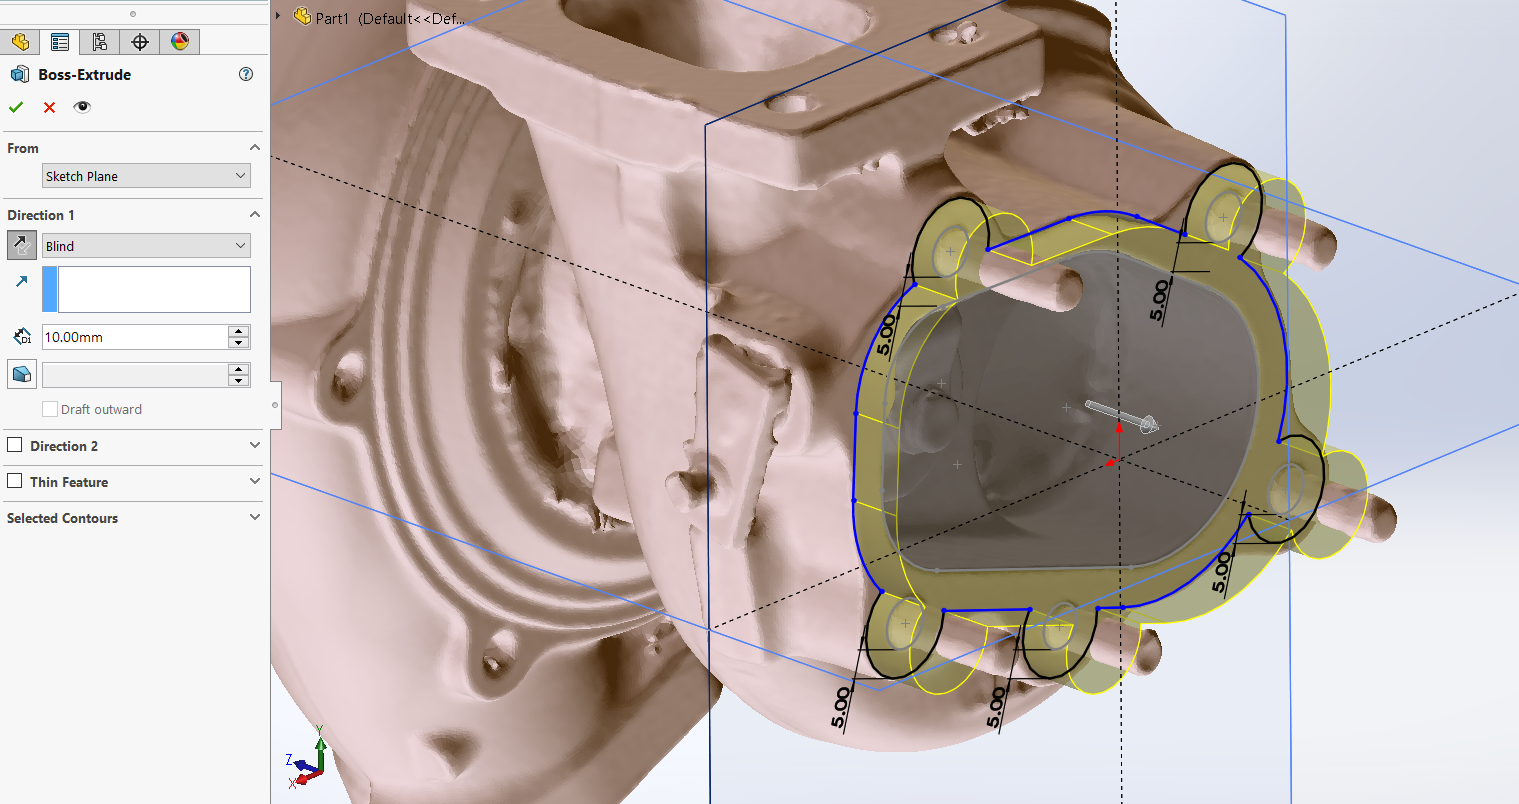 Part1 (Default<<Def...
Boss-Extrude
?
From
Sketch Plane
Direction 1
Blind
D1
10.00mm
Draft outward
Direction 2
Thin Feature
Selected Contours
5.00
5.00
5.00
5.00
5.00
Y
Z
X